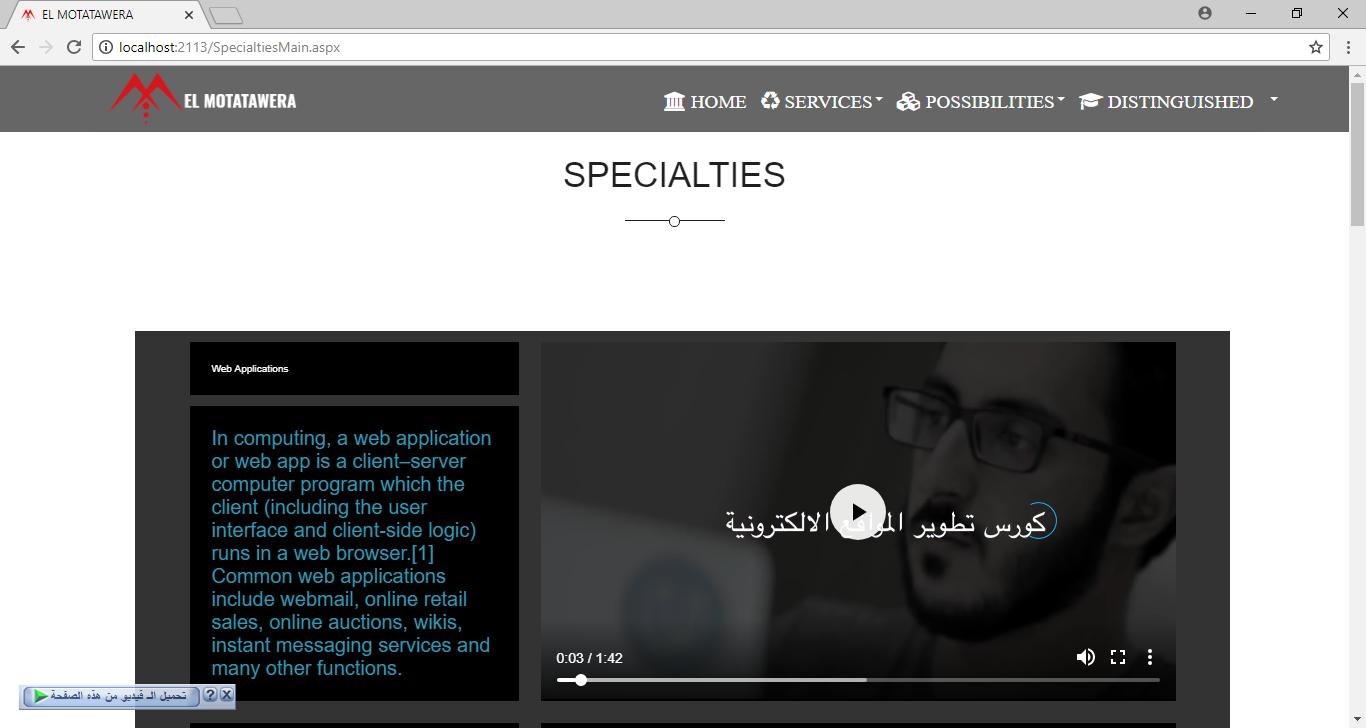 EL MOTATAWERA
localhost:2113/SpecialtiesMain.aspx
EL MOTATAWERA
HOME SERVICES POSSIBILITIES DISTINGUISHED
SPECIALTIES
Web Applications
In computing, a web application
or web app is a client–server
computer program which the
client (including the user
interface and client-side logic)
runs in a web browser.[1]
Common web applications
include webmail, online retail
sales, online auctions, wikis,
instant messaging services and
many other functions.
كورس تطوير المواقع الالكترونية
0:03 / 1:42
تحميل الـ فيديو من هذه الصفحة ? X